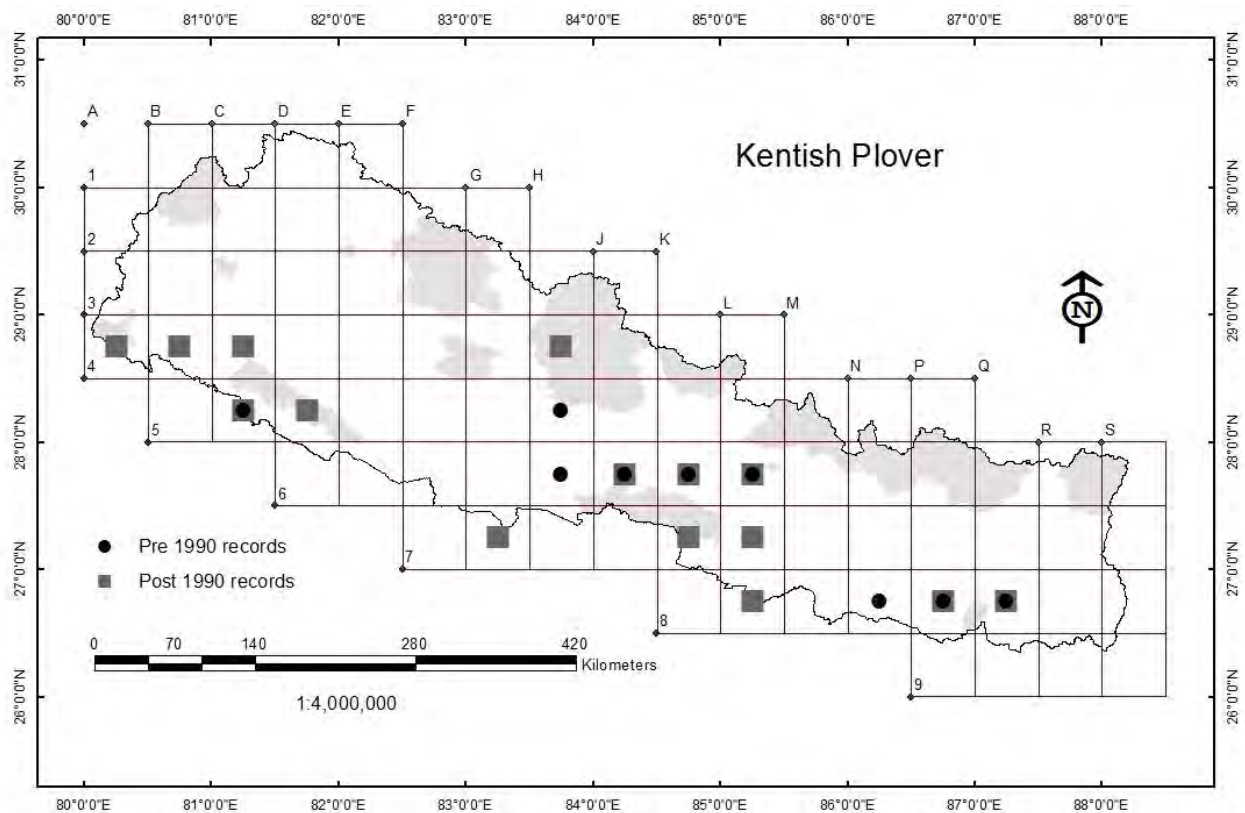 80°0'0"E 81°0'0"E 82°0'0"E 83°0'0"E 84°0'0"E 85°0'0"E 86°0'0"E 87°0'0"E 88°0'0"E
31°0'0"N 31°0'0"N
A B C D E F
Kentish Plover
30°0'0"N 1 G H 30°0'0"N
2 J K
29°0'0"N 3 L M N 29°0'0"N
4 N P Q
28°0'0"N 5 R S 28°0'0"N
6
Pre 1990 records
Post 1990 records
27°0'0"N 7 27°0'0"N
8
0 70 140 280 420
Kilometers
1:4,000,000
26°0'0"N 9 26°0'0"N
80°0'0"E 81°0'0"E 82°0'0"E 83°0'0"E 84°0'0"E 85°0'0"E 86°0'0"E 87°0'0"E 88°0'0"E